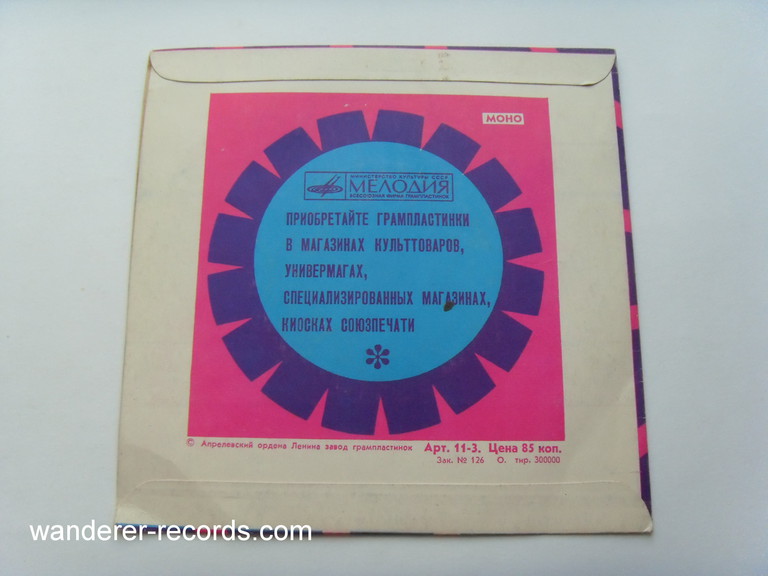 МОНО
МИНИСТЕРСТВО КУЛЬТУРЫ СССР
МЕЛОДИЯ
ВСЕСОЮЗНАЯ ФИРМА ГРАМПЛАСТИНОК
ПРИОБРЕТАЙТЕ ГРАМПЛАСТИНКИ
В МАГАЗИНАХ КУЛЬТТОВАРОВ,
УНИВЕРМАГАХ,
СПЕЦИАЛИЗИРОВАННЫХ МАГАЗИНАХ,
КИОСКАХ СОЮЗПЕЧАТИ
© Апрелевский ордена Ленина завод грампластинок Арт. 11-3. Цена 85 коп.
Зак. № 126 О. тир. 300000
wanderer-records.com